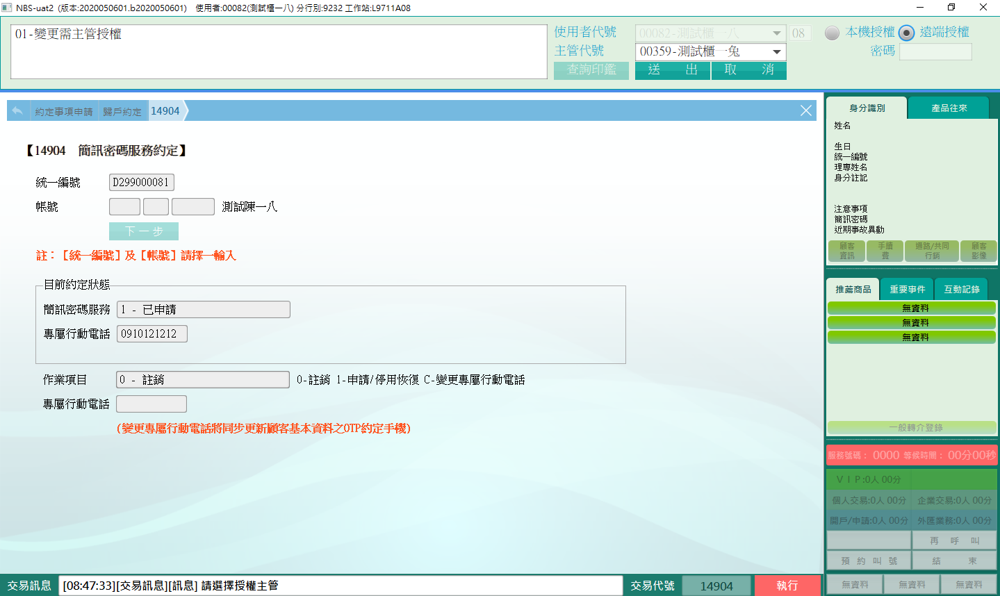 NBS-uat2 (版本:2020050601.b2020050601) 使用者:00082(測試櫃一八) 分行別:9232 工作站:L9711A08
01-變更需主管授權
使用者代號 00082-測試櫃一八 08 本機授權 遠端授權
主管代號 00359-測試櫃一兔 密碼
查詢印鑑 送 出 取 消
約定事項申請 歸戶約定 14904
【14904 簡訊密碼服務約定】
統一編號 D299000081
帳號 測試陳一八
下一步
註：［統一編號］及［帳號］請擇一輸入
目前約定狀態
簡訊密碼服務 1 - 已申請
專屬行動電話 0910121212
作業項目 0 - 註銷 0-註銷 1-申請/停用恢復 C-變更專屬行動電話
專屬行動電話
(變更專屬行動電話將同步更新顧客基本資料之OTP約定手機)
身分識別 產品往來
姓名
生日
統一編號
理專姓名
身分註記
注意事項
簡訊密碼
近期事故異動
顧客資訊 手續費 通路/共同行銷 顧客影像
推薦商品 重要事件 互動記錄
無資料
無資料
無資料
一般轉介登錄
服務號碼： 0000 等候時間： 00分00秒
ＶＩＰ:0人 00分
個人交易:0人 00分 企業交易:0人 00分
開戶/申請:0人 00分 外匯業務:0人 00分
再 呼 叫
預 約 叫 號 結 束
無資料 無資料 無資料
交易訊息 [08:47:33][交易訊息][訊息] 請選擇授權主管 交易代號 14904 執行